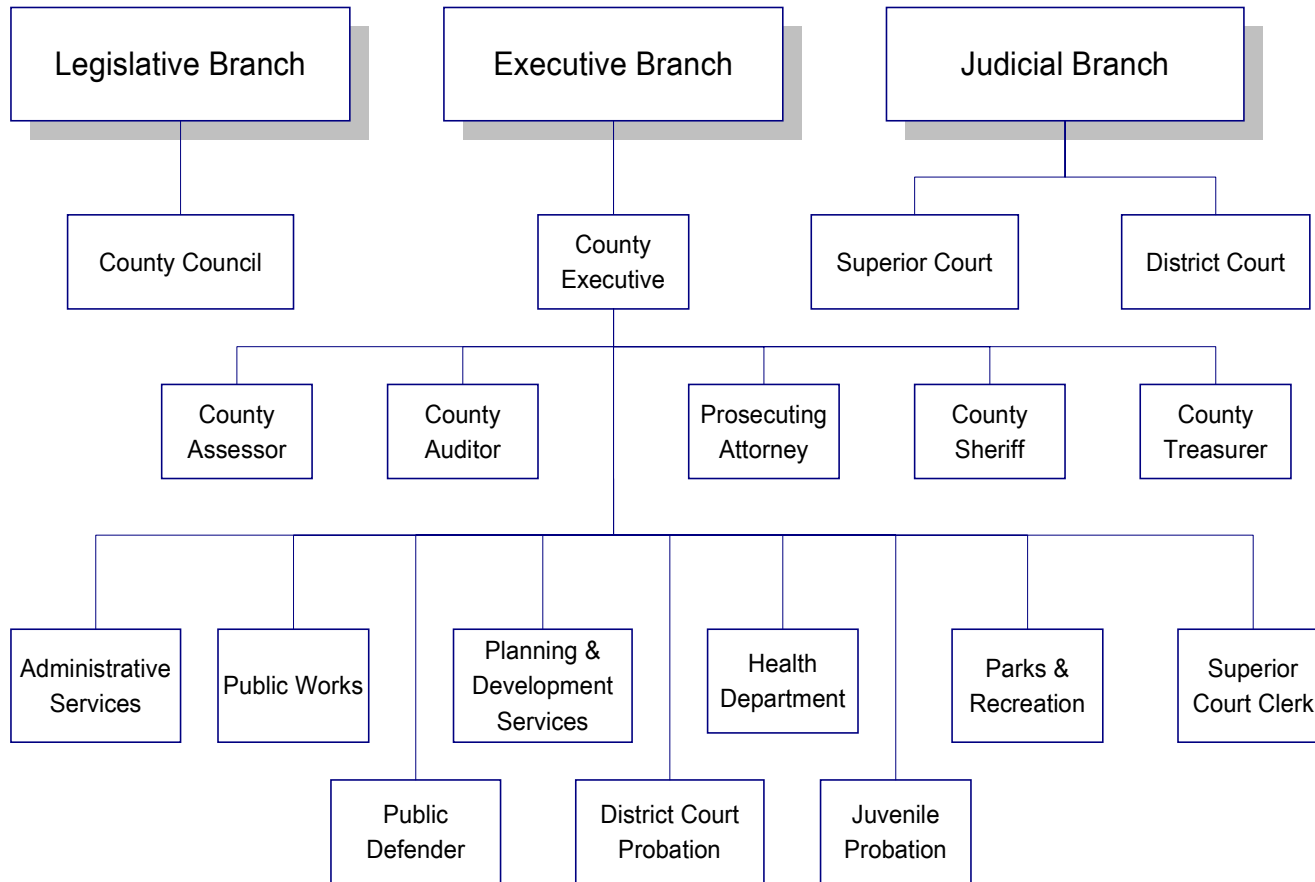 Legislative Branch
Executive Branch
Judicial Branch
County Council
County
Executive
Superior Court
District Court
County
Assessor
County
Auditor
Prosecuting
Attorney
County
Sheriff
County
Treasurer
Administrative
Services
Public Works
Planning &
Development
Services
Health
Department
Parks &
Recreation
Superior
Court Clerk
Public
Defender
District Court
Probation
Juvenile
Probation